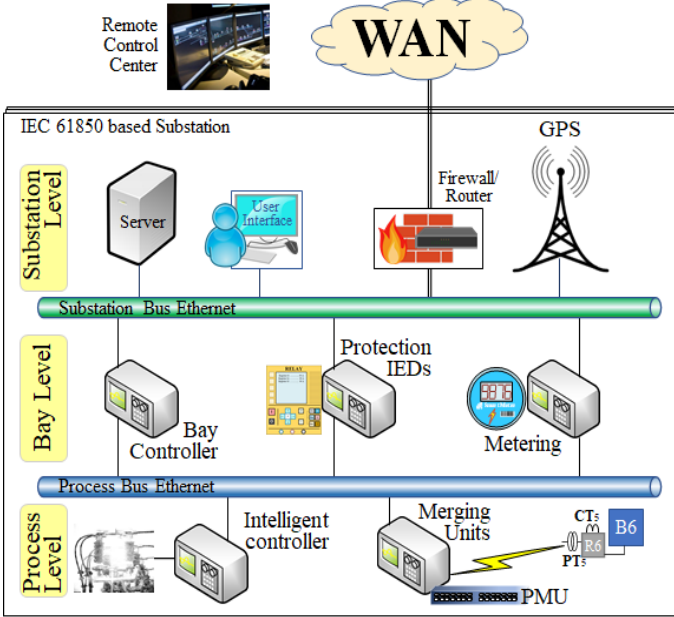 Remote
Control
Center
WAN
IEC 61850 based Substation
GPS
Substation
Level
Server
User
Interface
Firewall/
Router
Substation Bus Ethernet
Bay Level
Bay
Controller
RELAY
Protection
IEDs
Metering
Process Bus Ethernet
Process
Level
Intelligent
controller
Merging
Units
CT5
PT5
R6
B6
PMU